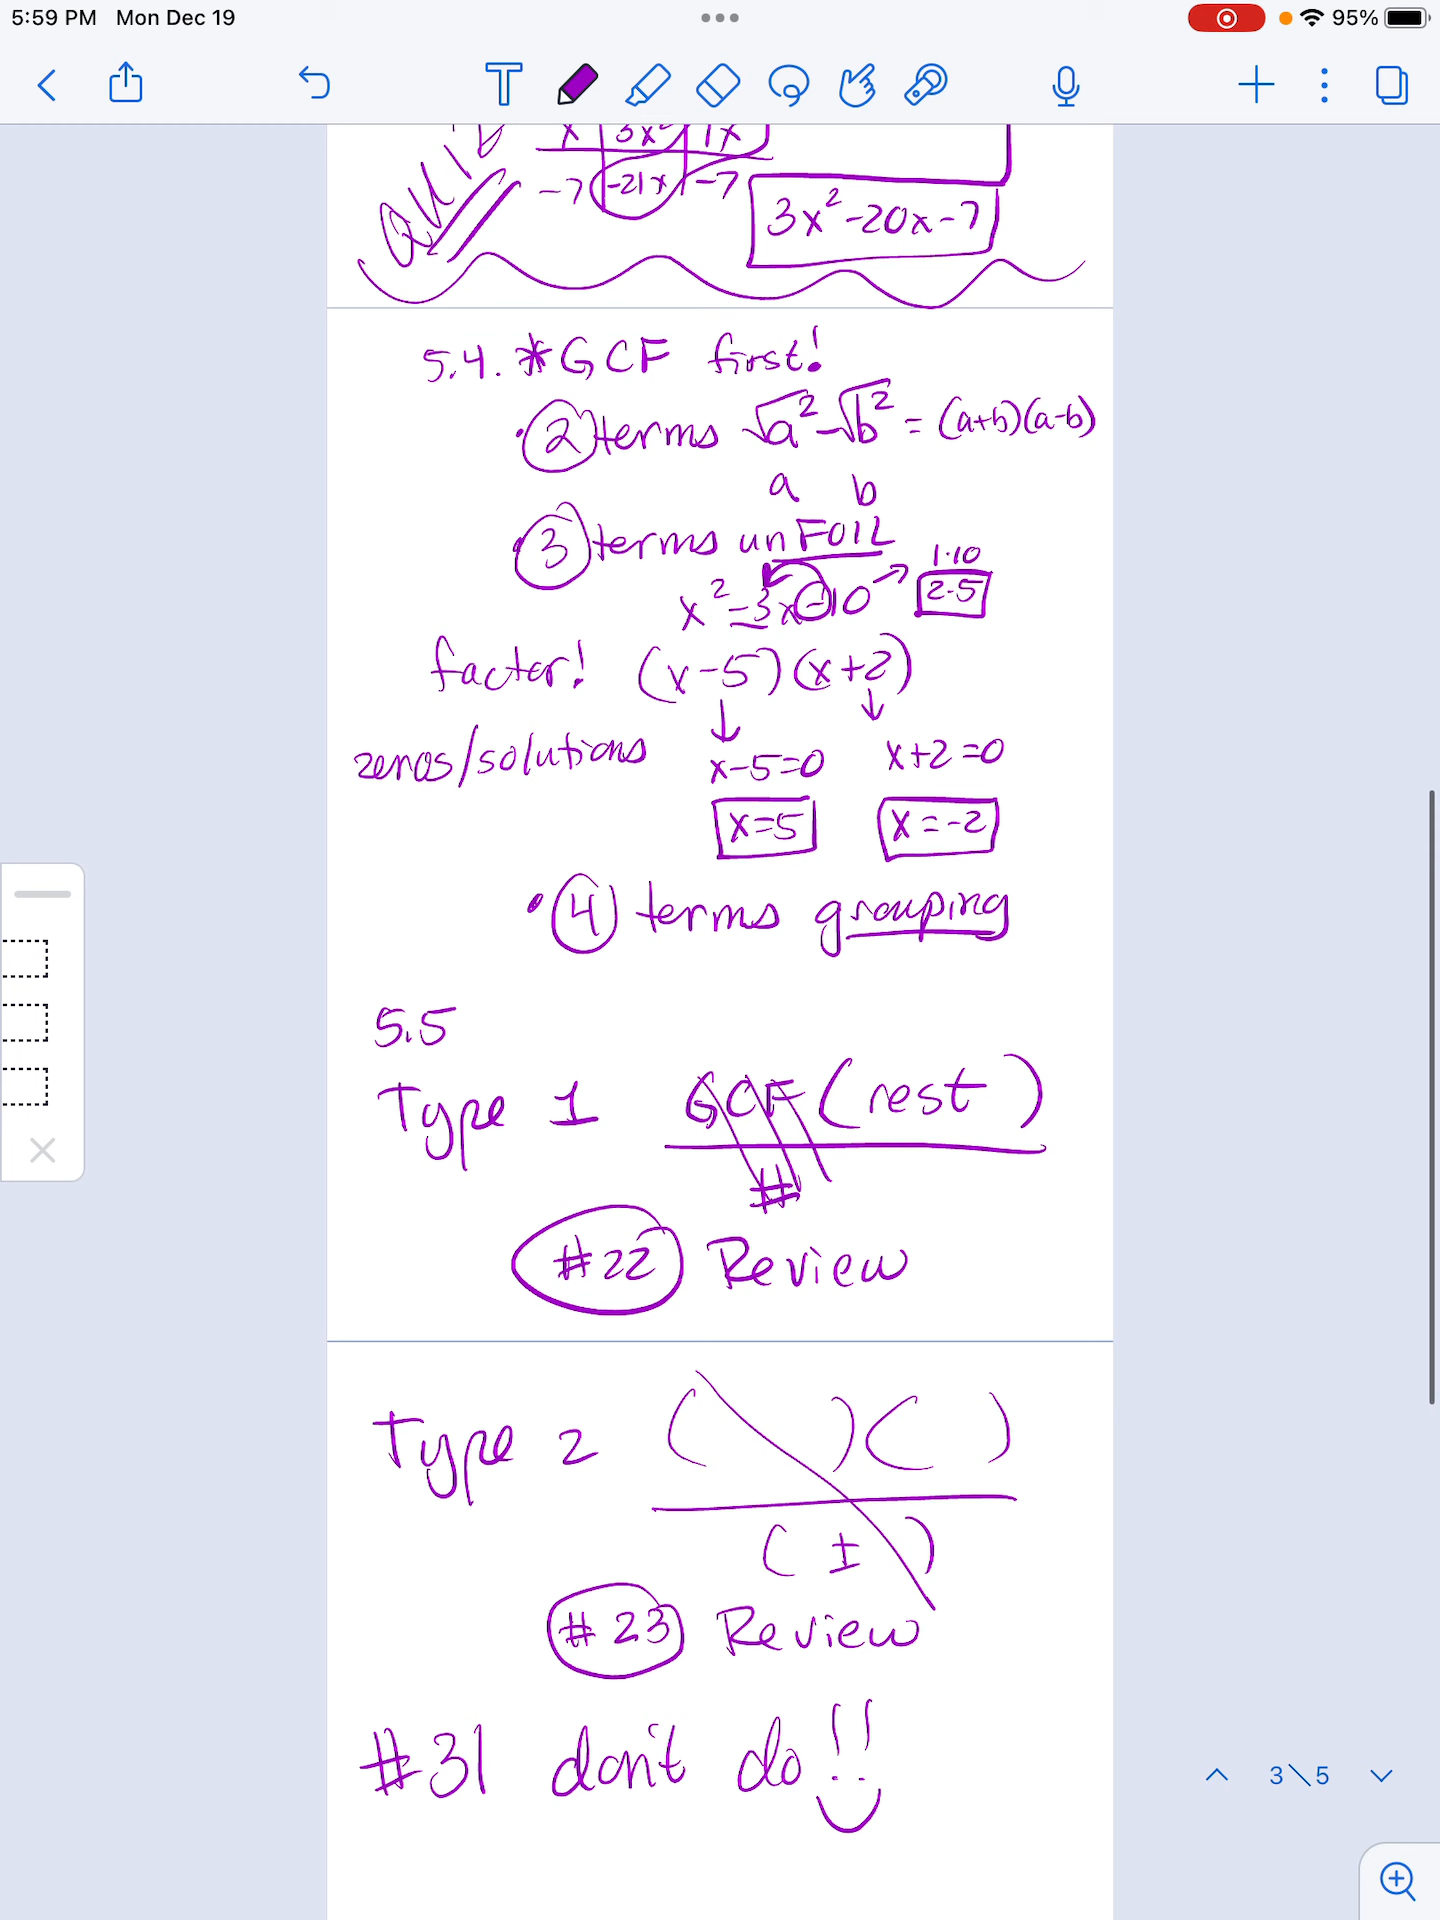 5:59 PM Mon Dec 19
95%
T
x 3x² 1x
-7 -21x -7
3x²-20x-7
5.4. *GCF first!
• 2 terms √a² - √b² = (a+b)(a-b)
a b
• 3 terms unFOIL
1·10
x²-3x-10 → 2·5
factor! (x-5)(x+2)
↓ ↓
zeros/solutions x-5=0 x+2=0
x=5 x=-2
• 4 terms grouping
5.5
Type 1 GCF(rest)
#
#22 Review
Type 2 ( )( )
( ± )
#23 Review
#31 don't do!!
3\5